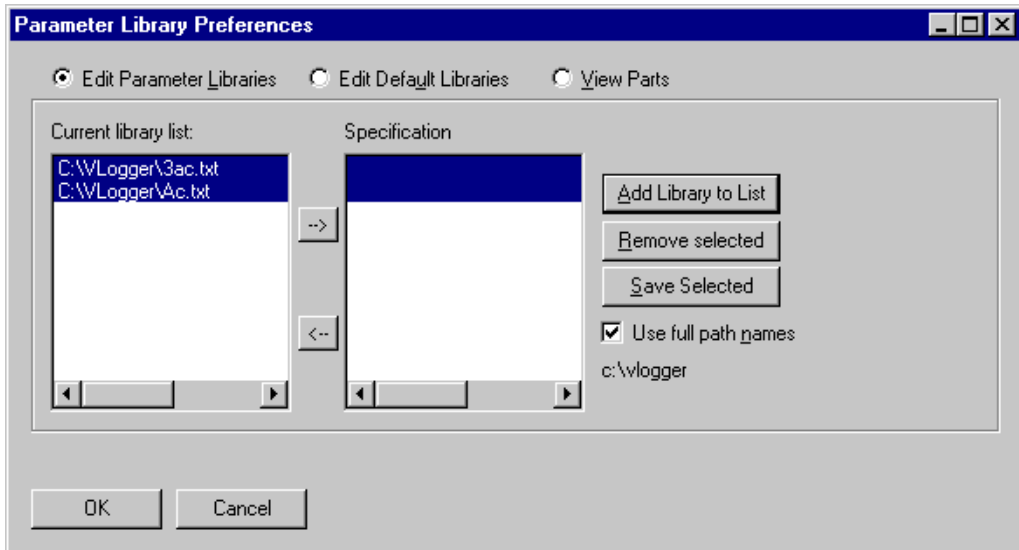 Parameter Library Preferences
Edit Parameter Libraries Edit Default Libraries View Parts
Current library list: Specification
C:\VLogger\3ac.txt
C:\VLogger\Ac.txt
Add Library to List
-->
Remove selected
Save Selected
<--
Use full path names
c:\vlogger
OK Cancel